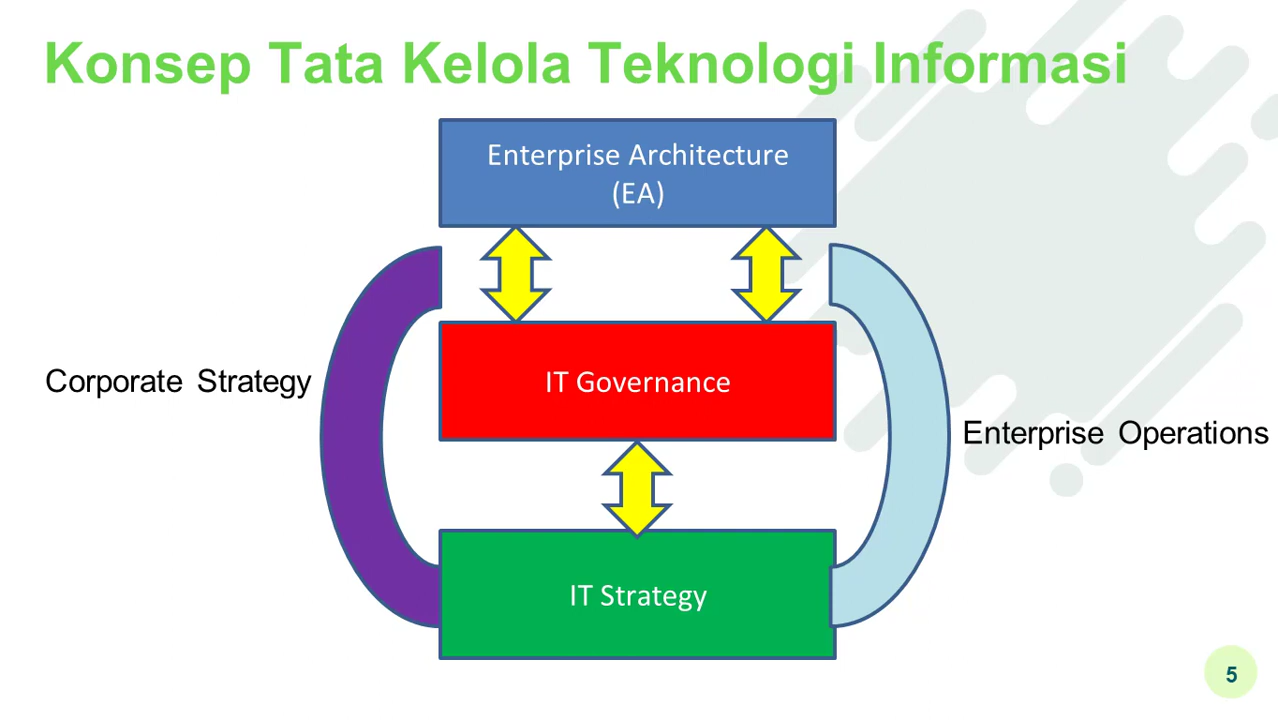 Konsep Tata Kelola Teknologi Informasi
Enterprise Architecture
(EA)
Corporate Strategy
IT Governance
Enterprise Operations
IT Strategy
5